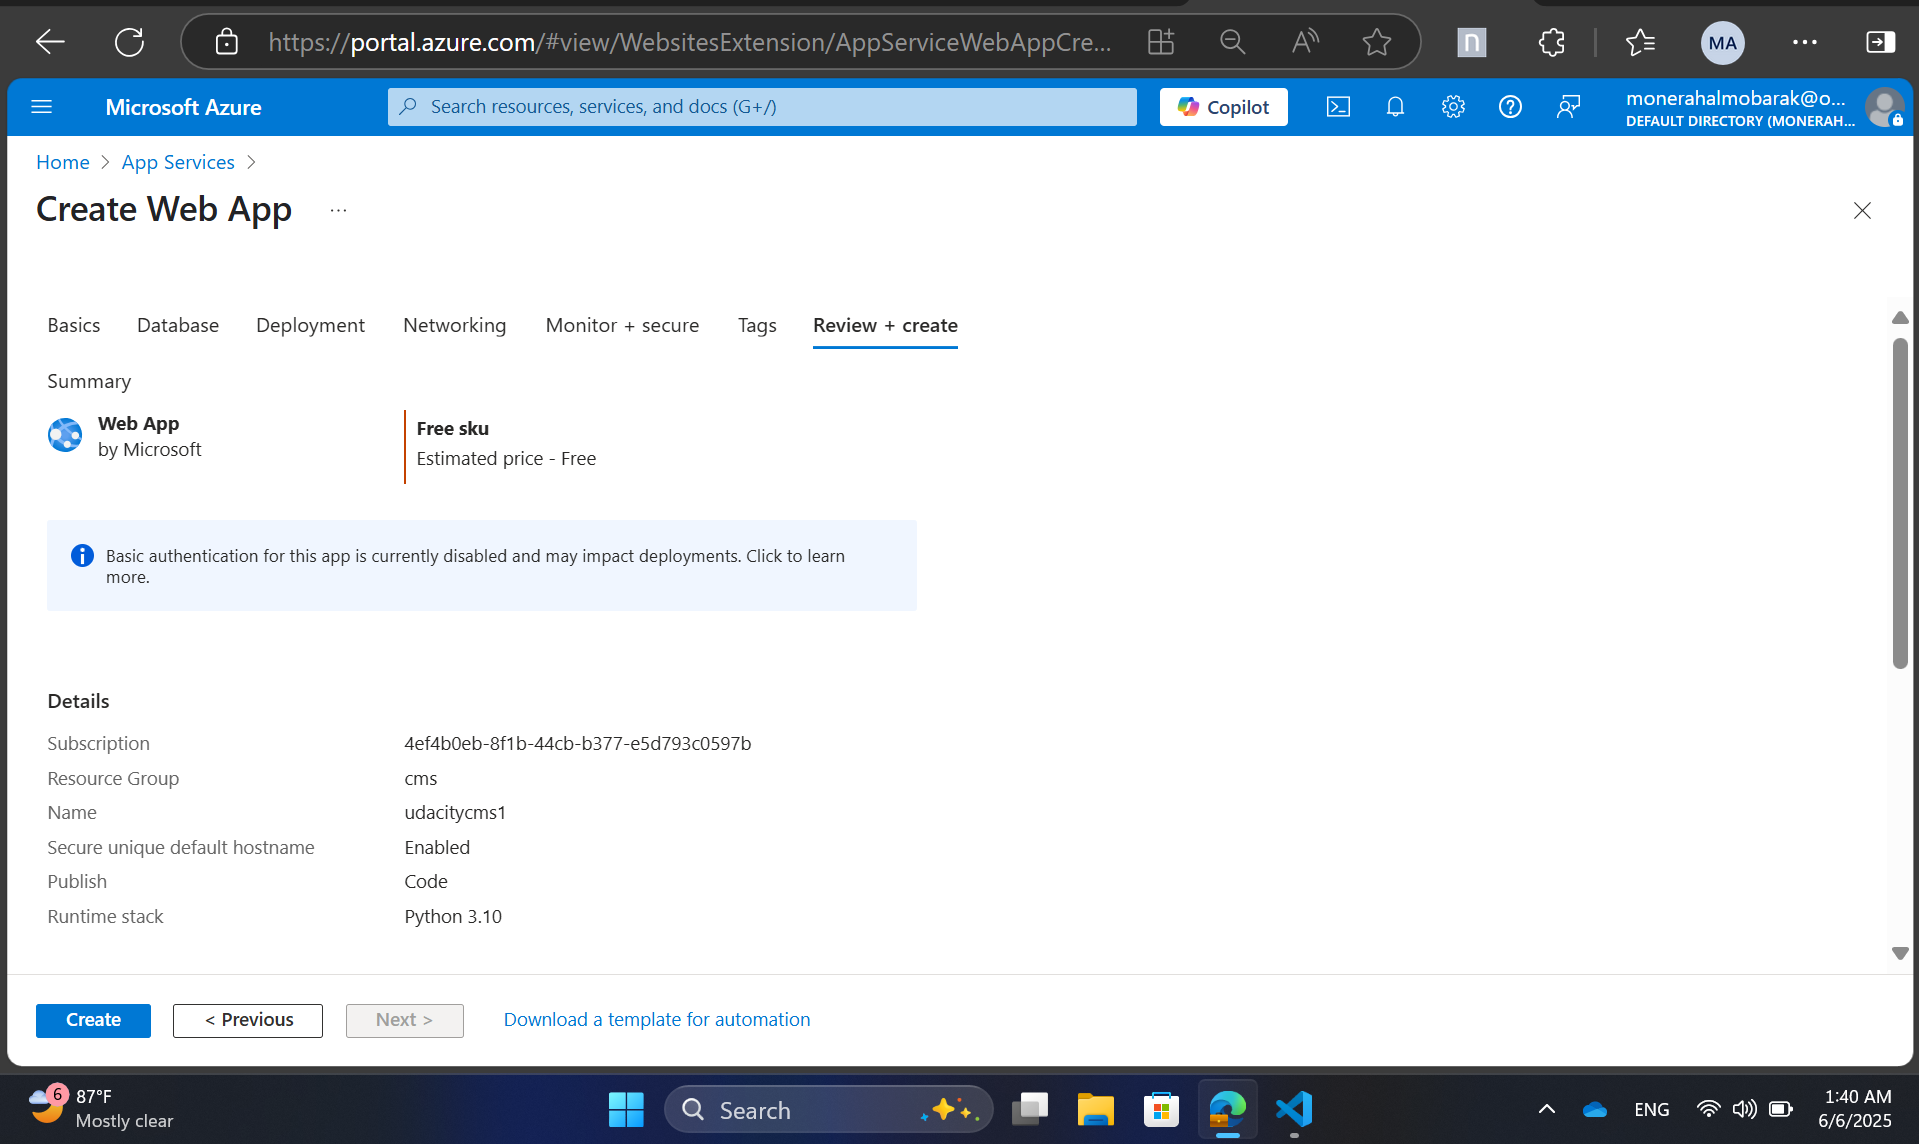 https://portal.azure.com/#view/WebsitesExtension/AppServiceWebAppCre...
n
MA
Microsoft Azure
Search resources, services, and docs (G+/)
Copilot
monerahalmobarak@o...
DEFAULT DIRECTORY (MONERAH...
Home > App Services >
Create Web App ...
Basics Database Deployment Networking Monitor + secure Tags Review + create
Summary
Web App
by Microsoft
Free sku
Estimated price - Free
Basic authentication for this app is currently disabled and may impact deployments. Click to learn
more.
Details
Subscription 4ef4b0eb-8f1b-44cb-b377-e5d793c0597b
Resource Group cms
Name udacitycms1
Secure unique default hostname Enabled
Publish Code
Runtime stack Python 3.10
Create < Previous Next > Download a template for automation
6
87°F
Mostly clear
Search
ENG
1:40 AM
6/6/2025